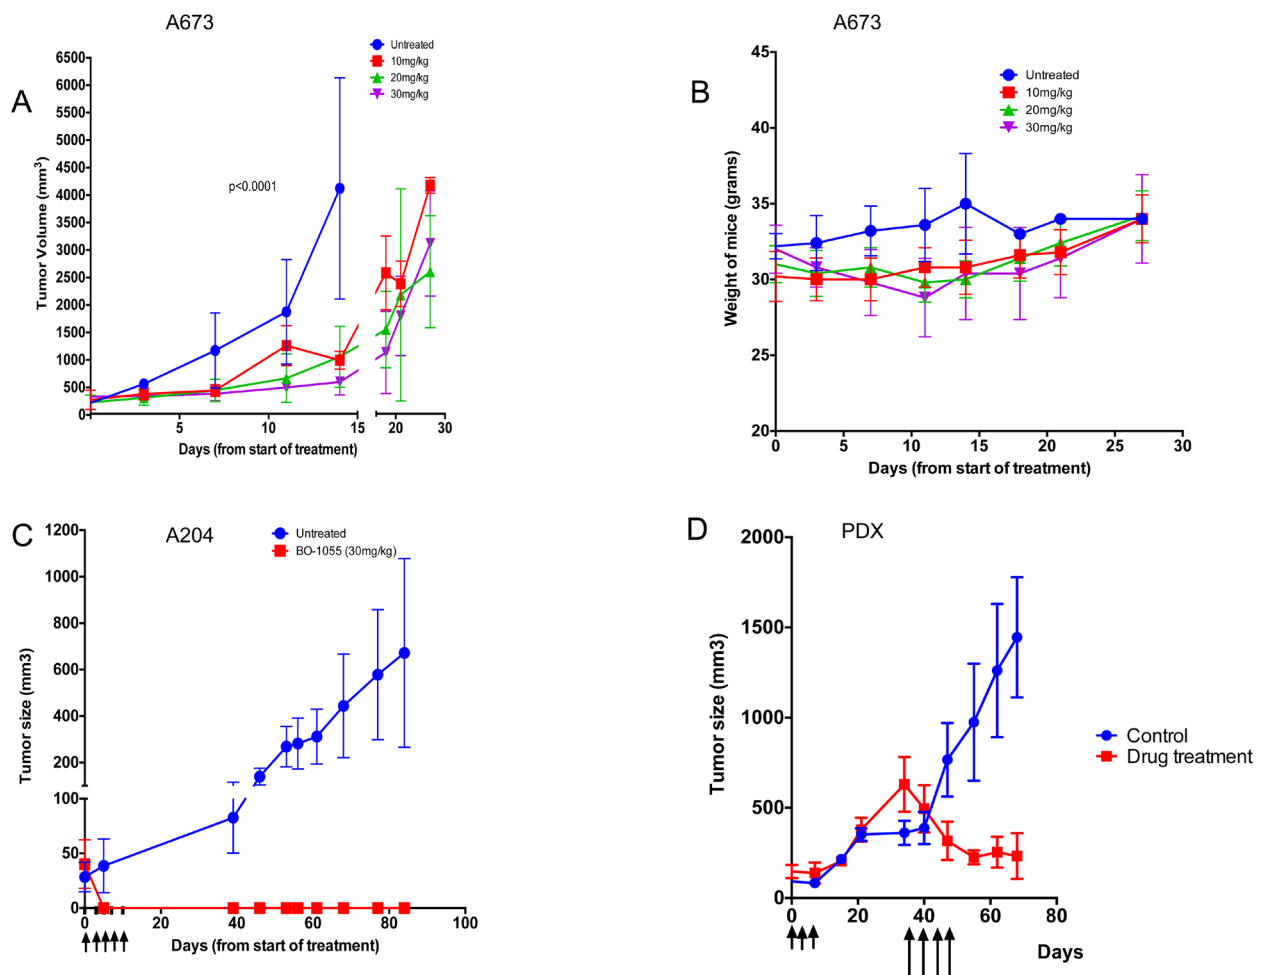 A673
A
Untreated
10mg/kg
20mg/kg
30mg/kg
p<0.0001
Tumor Volume (mm³)
6500
6000
5500
5000
4500
4000
3500
3000
2500
2000
1500
1000
500
0
5 10 15 20 30
Days (from start of treatment)
A673
B
Untreated
10mg/kg
20mg/kg
30mg/kg
Weight of mice (grams)
45
40
35
30
25
20
0 5 10 15 20 25 30
Days (from start of treatment)
C
A204
Untreated
BO-1055 (30mg/kg)
Tumor size (mm3)
1200
1000
800
600
400
200
100
50
0
0 20 40 60 80 100
Days (from start of treatment)
D
PDX
Tumor size (mm3)
2000
1500
1000
500
0
0 20 40 60 80
Days
Control
Drug treatment